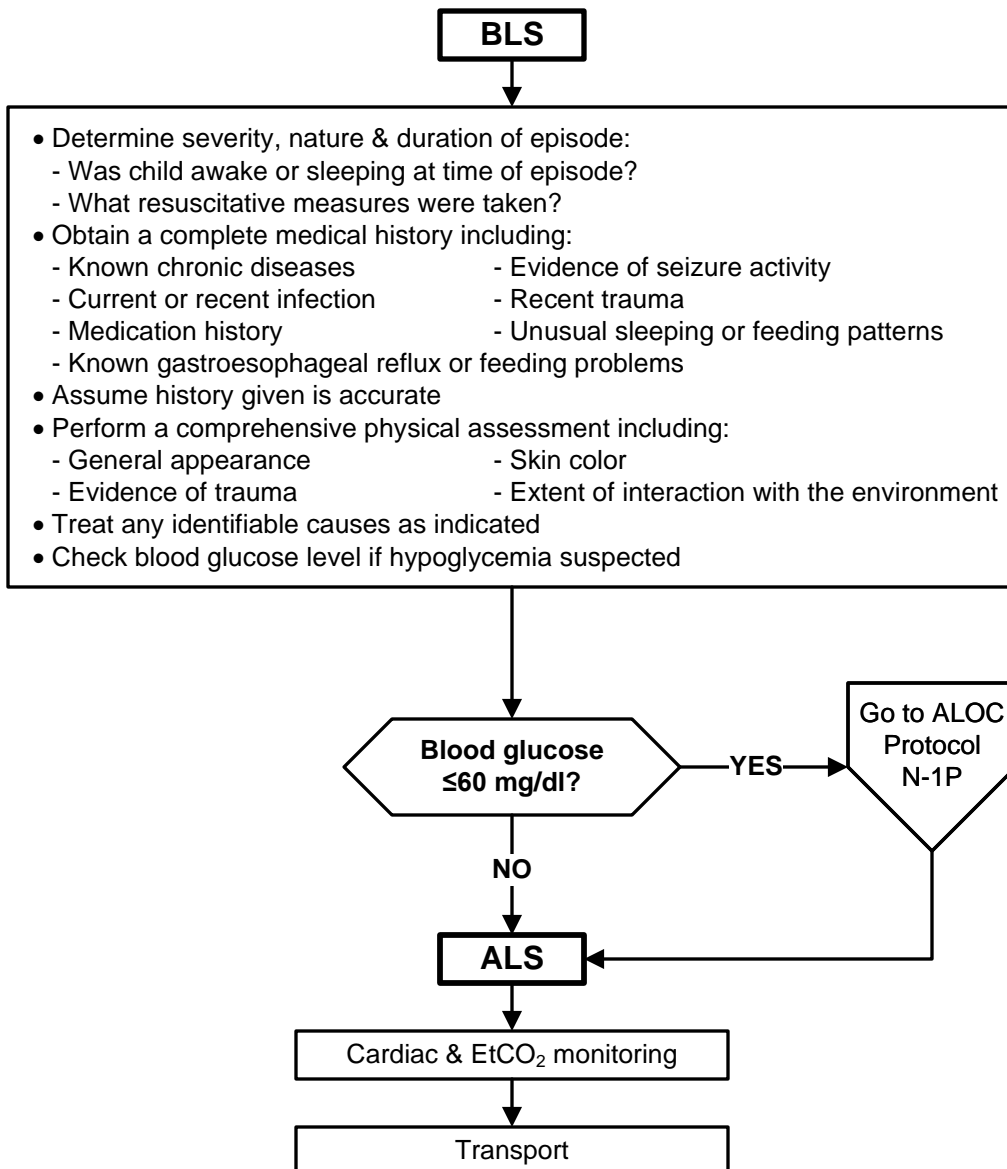 BLS
• Determine severity, nature & duration of episode:
- Was child awake or sleeping at time of episode?
- What resuscitative measures were taken?
• Obtain a complete medical history including:
- Known chronic diseases - Evidence of seizure activity
- Current or recent infection - Recent trauma
- Medication history - Unusual sleeping or feeding patterns
- Known gastroesophageal reflux or feeding problems
• Assume history given is accurate
• Perform a comprehensive physical assessment including:
- General appearance - Skin color
- Evidence of trauma - Extent of interaction with the environment
• Treat any identifiable causes as indicated
• Check blood glucose level if hypoglycemia suspected
Blood glucose
≤60 mg/dl?
YES
Go to ALOC
Protocol
N-1P
NO
ALS
Cardiac & EtCO₂ monitoring
Transport